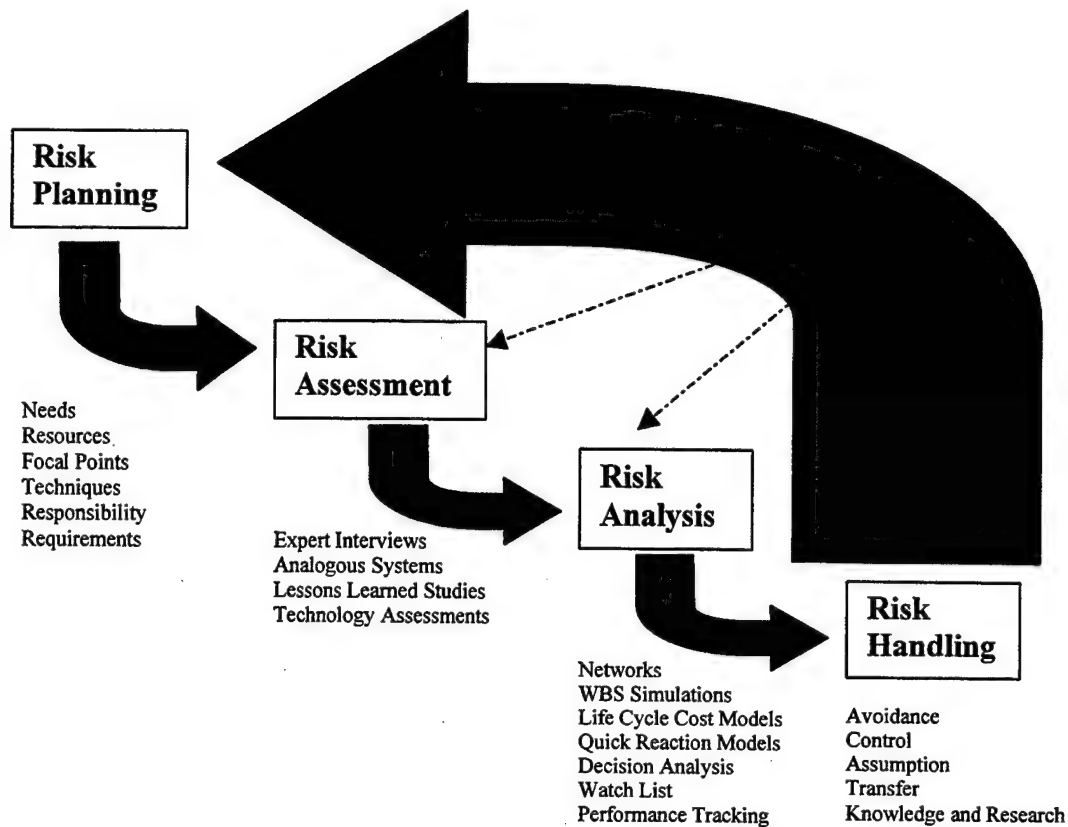 Risk
Planning
Needs
Resources
Focal Points
Techniques
Responsibility
Requirements
Risk
Assessment
Expert Interviews
Analogous Systems
Lessons Learned Studies
Technology Assessments
Risk
Analysis
Networks
WBS Simulations
Life Cycle Cost Models
Quick Reaction Models
Decision Analysis
Watch List
Performance Tracking
Risk
Handling
Avoidance
Control
Assumption
Transfer
Knowledge and Research